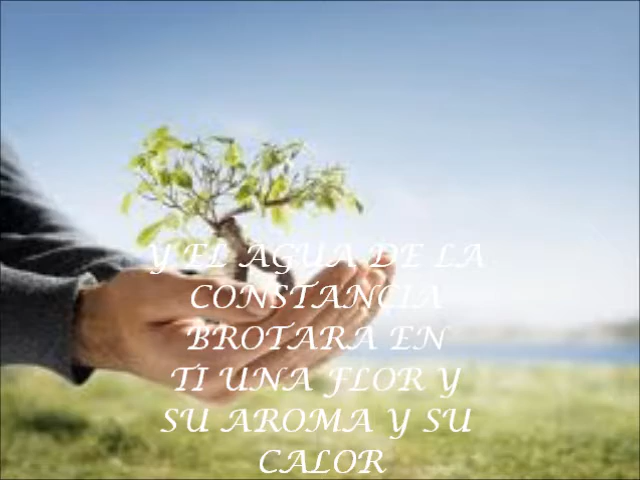 Y EL AGUA DE LA
CONSTANCIA
BROTARA EN
TI UNA FLOR Y
SU AROMA Y SU
CALOR